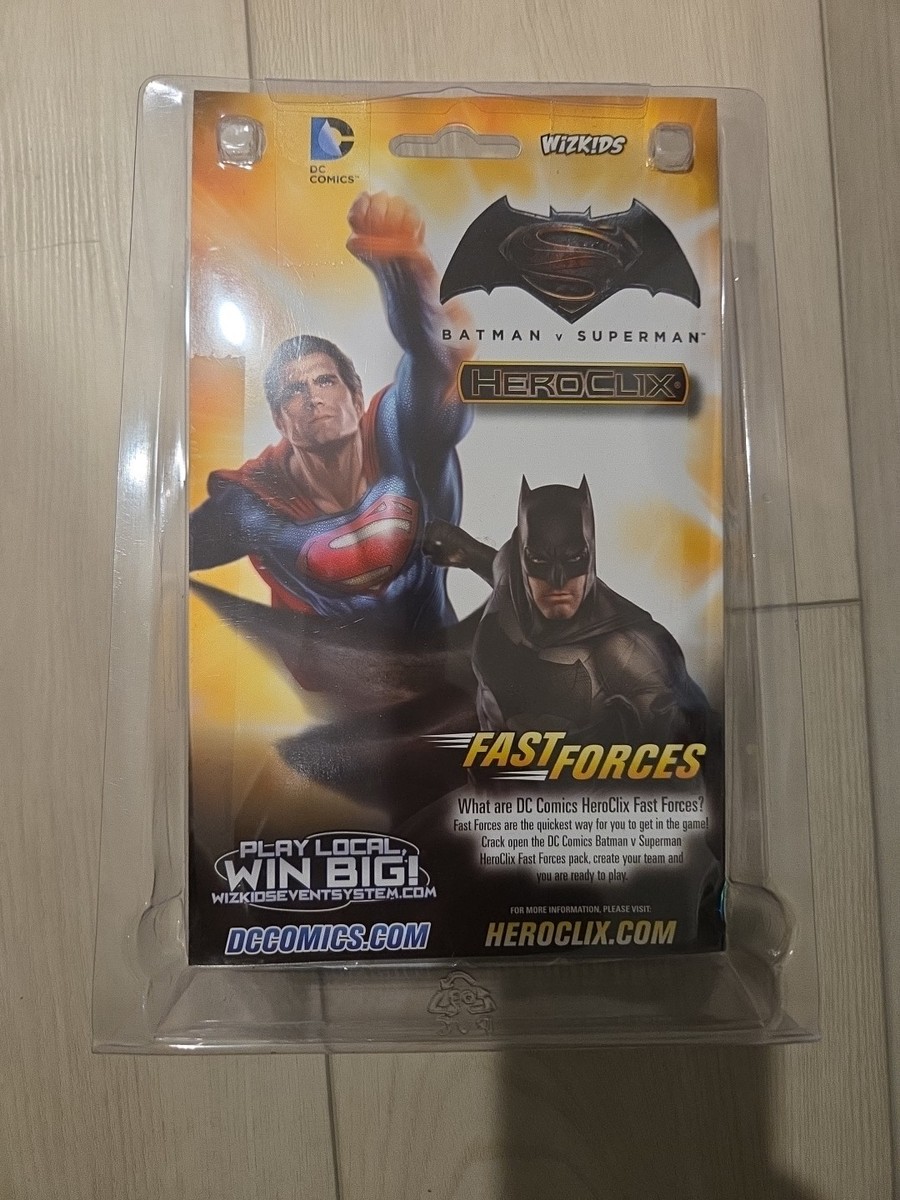 DC
COMICS™
WIZKIDS
BATMAN v SUPERMAN™
HEROCLIX®
FAST FORCES
What are DC Comics HeroClix Fast Forces?
Fast Forces are the quickest way for you to get in the game!
Crack open the DC Comics Batman v Superman
HeroClix Fast Forces pack, create your team and
you are ready to play.
PLAY LOCAL,
WIN BIG!
WIZKIDSEVENTSYSTEM.COM
DCCOMICS.COM
FOR MORE INFORMATION, PLEASE VISIT:
HEROCLIX.COM